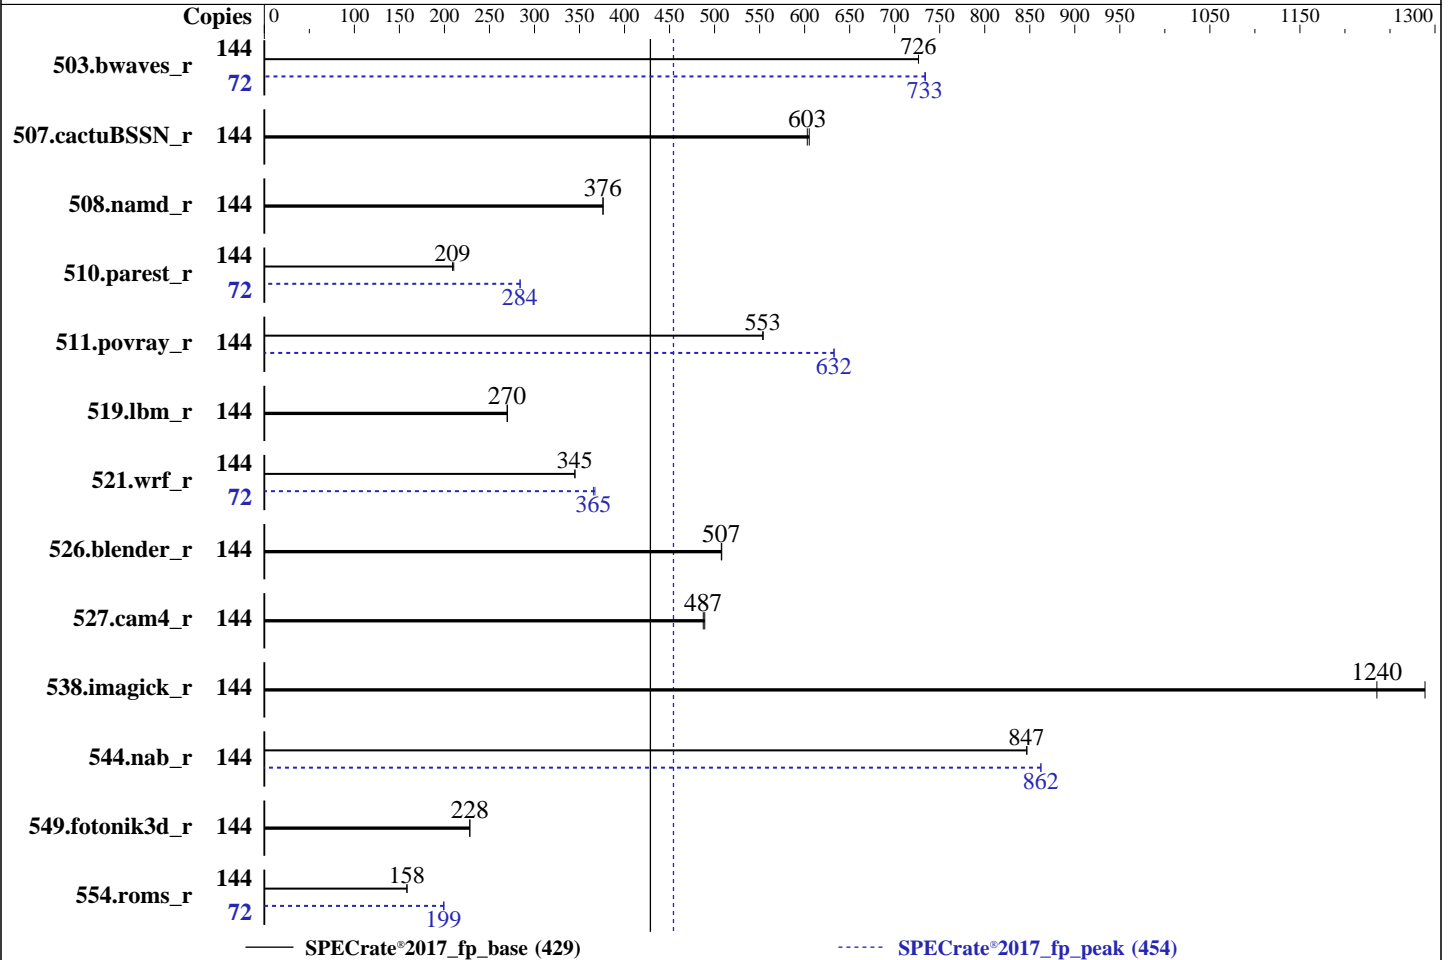 Copies 0 100 150 200 250 300 350 400 450 500 550 600 650 700 750 800 850 900 950 1050 1150 1300
503.bwaves_r 144 726
72 733
507.cactuBSSN_r 144 603
508.namd_r 144 376
510.parest_r 144 209
72 284
511.povray_r 144 553
632
519.lbm_r 144 270
521.wrf_r 144 345
72 365
526.blender_r 144 507
527.cam4_r 144 487
538.imagick_r 144 1240
544.nab_r 144 847
862
549.fotonik3d_r 144 228
554.roms_r 144 158
72 199
SPECrate®2017_fp_base (429) SPECrate®2017_fp_peak (454)